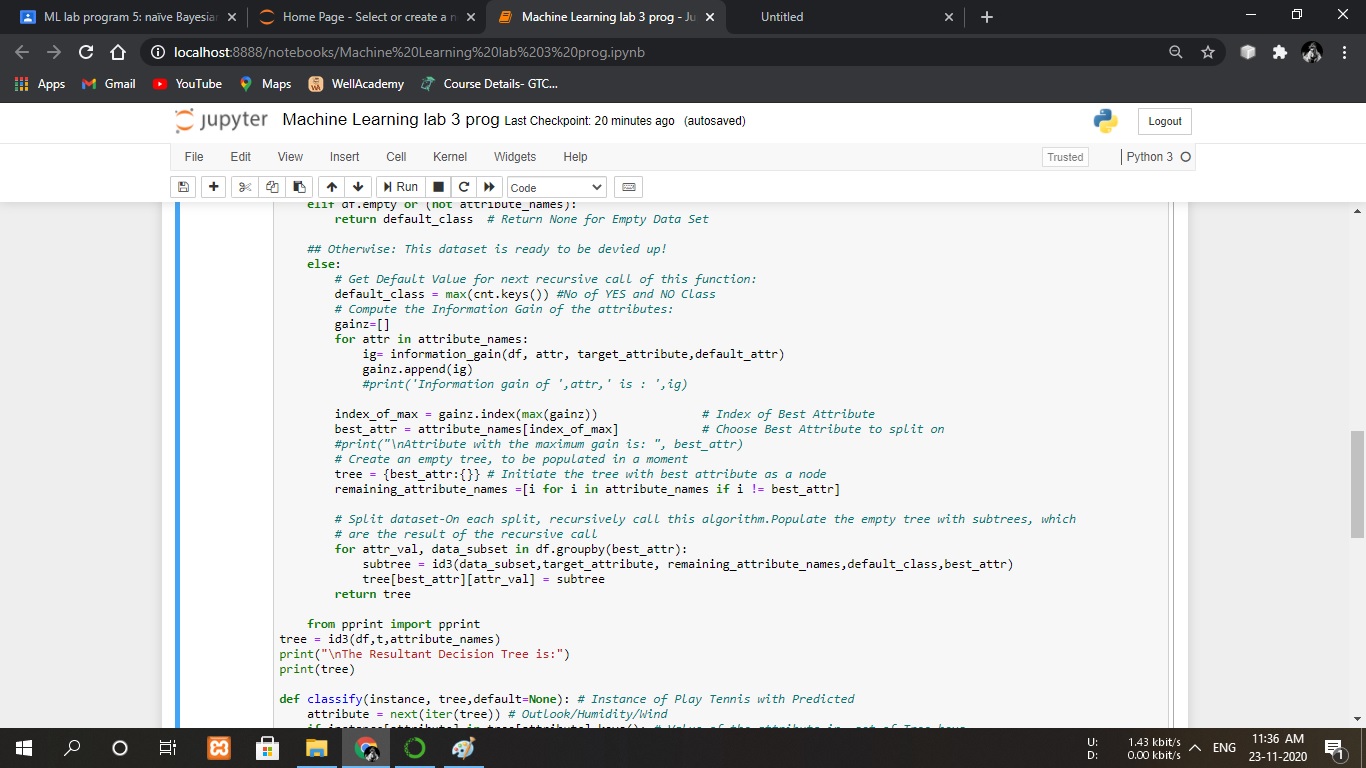 ML lab program 5: naïve Bayesian
Home Page - Select or create a n
Machine Learning lab 3 prog - Ju
Untitled
localhost:8888/notebooks/Machine%20Learning%20lab%203%20prog.ipynb
Apps Gmail YouTube Maps WellAcademy Course Details- GTC...
jupyter Machine Learning lab 3 prog Last Checkpoint: 20 minutes ago (autosaved)
Logout
File Edit View Insert Cell Kernel Widgets Help
Trusted Python 3
Run Code
elif df.empty or (not attribute_names):
return default_class # Return None for Empty Data Set
## Otherwise: This dataset is ready to be devied up!
else:
# Get Default Value for next recursive call of this function:
default_class = max(cnt.keys()) #No of YES and NO Class
# Compute the Information Gain of the attributes:
gainz=[]
for attr in attribute_names:
ig= information_gain(df, attr, target_attribute,default_attr)
gainz.append(ig)
#print('Information gain of ',attr,' is : ',ig)
index_of_max = gainz.index(max(gainz)) # Index of Best Attribute
best_attr = attribute_names[index_of_max] # Choose Best Attribute to split on
#print("\nAttribute with the maximum gain is: ", best_attr)
# Create an empty tree, to be populated in a moment
tree = {best_attr:{}} # Initiate the tree with best attribute as a node
remaining_attribute_names =[i for i in attribute_names if i != best_attr]
# Split dataset-On each split, recursively call this algorithm.Populate the empty tree with subtrees, which
# are the result of the recursive call
for attr_val, data_subset in df.groupby(best_attr):
subtree = id3(data_subset,target_attribute, remaining_attribute_names,default_class,best_attr)
tree[best_attr][attr_val] = subtree
return tree
from pprint import pprint
tree = id3(df,t,attribute_names)
print("\nThe Resultant Decision Tree is:")
print(tree)
def classify(instance, tree,default=None): # Instance of Play Tennis with Predicted
attribute = next(iter(tree)) # Outlook/Humidity/Wind
U: 1.43 kbit/s
D: 0.00 kbit/s
ENG
11:36 AM
23-11-2020
1